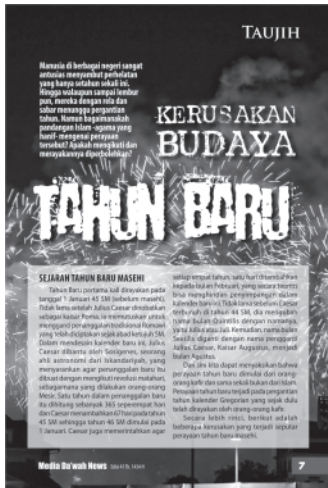 TAUJIH
Manusia di berbagai negeri sangat
antusias menyambut perhelatan
yang hanya setahun sekali ini.
Hingga walaupun sampai lembur
pun, mereka dengan rela dan
sabar menunggu pergantian
tahun. Namun bagaimanakah
pandangan Islam -agama yang
hanif- mengenai perayaan
tersebut? Apakah mengikuti dan
merayakannya diperbolehkan?
KERUSAKAN
BUDAYA
TAHUN BARU
SEJARAH TAHUN BARU MASEHI
Tahun Baru pertama kali dirayakan pada
tanggal 1 Januari 45 SM (sebelum masehi).
Tidak lama setelah Julius Caesar dinobatkan
sebagai kaisar Roma, ia memutuskan untuk
mengganti penanggalan tradisional Romawi
yang telah diciptakan sejak abad ketujuh SM.
Dalam mendesain kalender baru ini, Julius
Caesar dibantu oleh Sosigenes, seorang
ahli astronomi dari Iskandariyah, yang
menyarankan agar penanggalan baru itu
dibuat dengan mengikuti revolusi matahari,
sebagaimana yang dilakukan orang-orang
Mesir. Satu tahun dalam penanggalan baru
itu dihitung sebanyak 365 seperempat hari
dan Caesar menambahkan 67 hari pada tahun
45 SM sehingga tahun 46 SM dimulai pada
1 Januari. Caesar juga memerintahkan agar
setiap empat tahun, satu hari ditambahkan
kepada bulan Februari, yang secara teoritis
bisa menghindari penyimpangan dalam
kalender baru ini. Tidak lama sebelum Caesar
terbunuh di tahun 44 SM, dia mengubah
nama bulan Quintilis dengan namanya,
yaitu Julius atau Juli. Kemudian, nama bulan
Sextilis diganti dengan nama pengganti
Julius Caesar, Kaisar Augustus, menjadi
bulan Agustus.
Dari sini kita dapat menyaksikan bahwa
perayaan tahun baru dimulai dari orang-
orang kafir dan sama sekali bukan dari Islam.
Perayaan tahun baru terjadi pada pergantian
tahun kalender Gregorian yang sejak dulu
telah dirayakan oleh orang-orang kafir.
Secara lebih rinci, berikut adalah
beberapa kerusakan yang terjadi seputar
perayaan tahun baru masehi.
Media Da'wah News
7